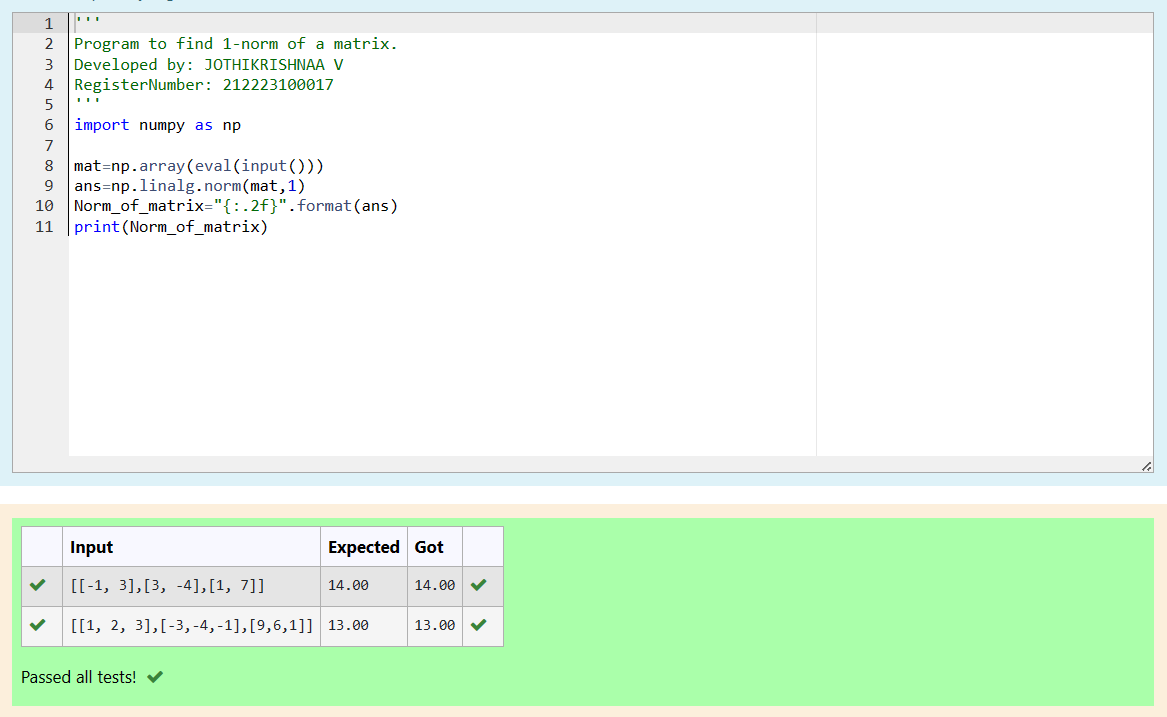 1 '''
2 Program to find 1-norm of a matrix.
3 Developed by: JOTHIKRISHNAA V
4 RegisterNumber: 212223100017
5 '''
6 import numpy as np
7
8 mat=np.array(eval(input()))
9 ans=np.linalg.norm(mat,1)
10 Norm_of_matrix="{:.2f}".format(ans)
11 print(Norm_of_matrix)
Input Expected Got
[[-1, 3],[3, -4],[1, 7]] 14.00 14.00
[[1, 2, 3],[-3,-4,-1],[9,6,1]] 13.00 13.00
Passed all tests!